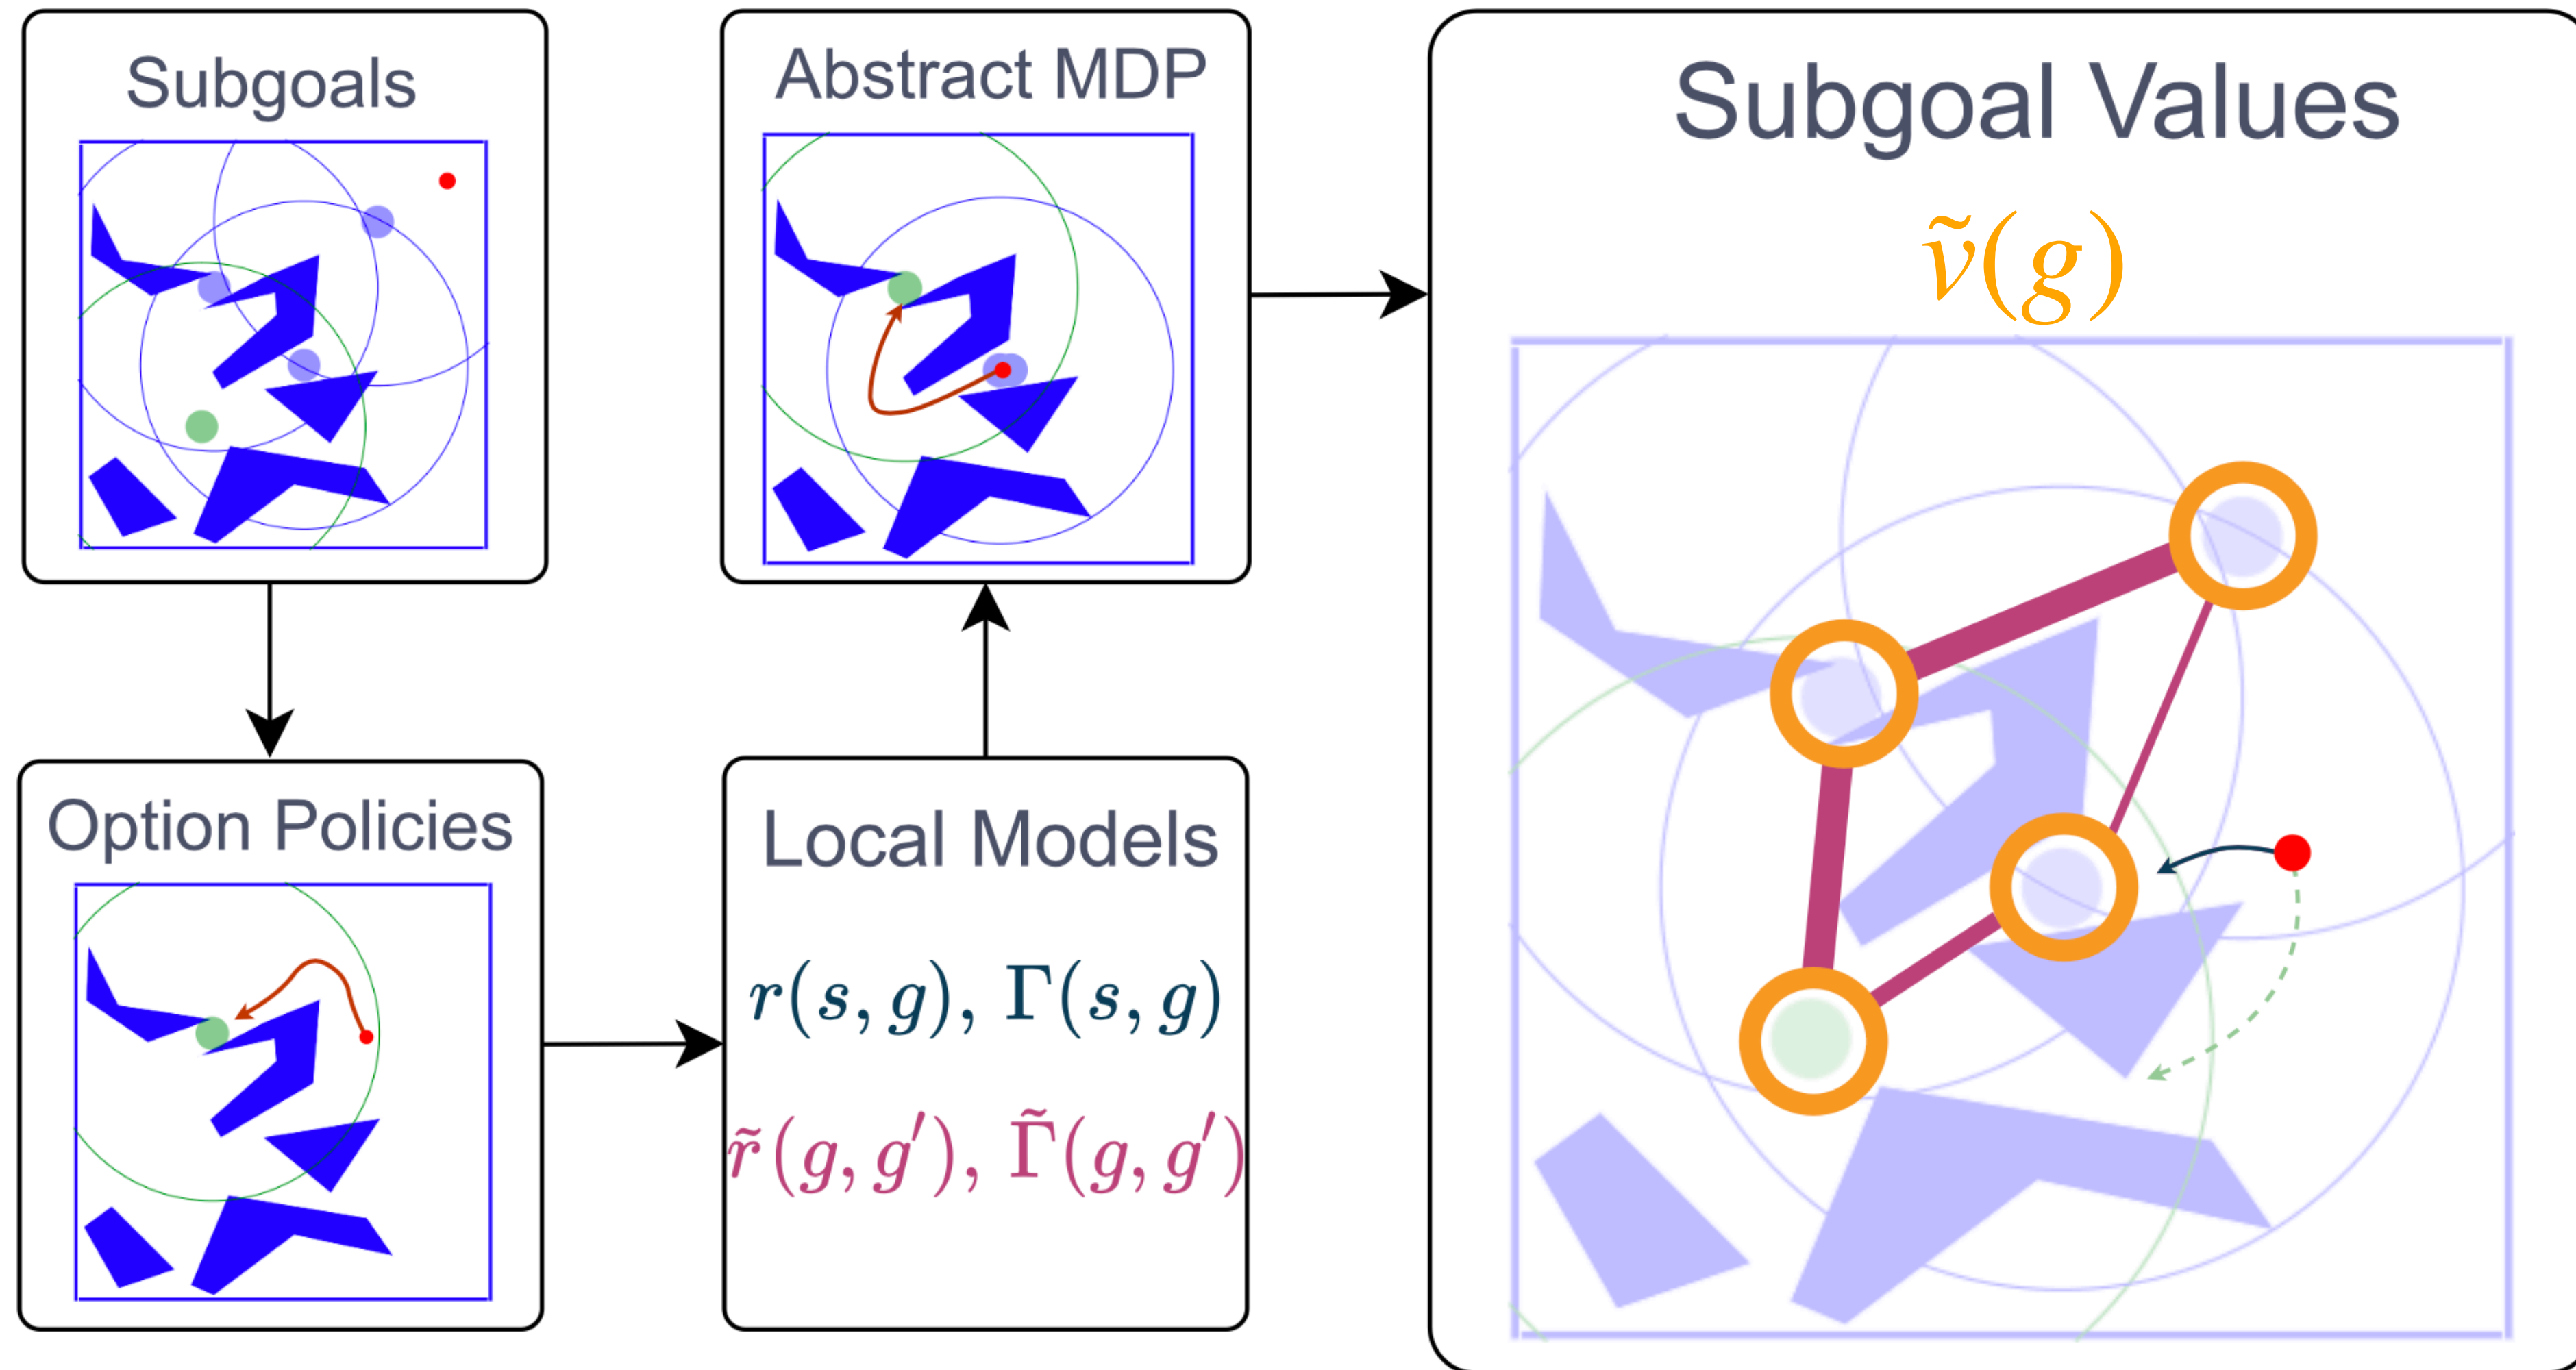 Subgoals
Option Policies
Local Models
r(s, g), Γ(s, g)
r̃(g, g′), Γ̃(g, g′)
Abstract MDP
Subgoal Values
ṽ(g)